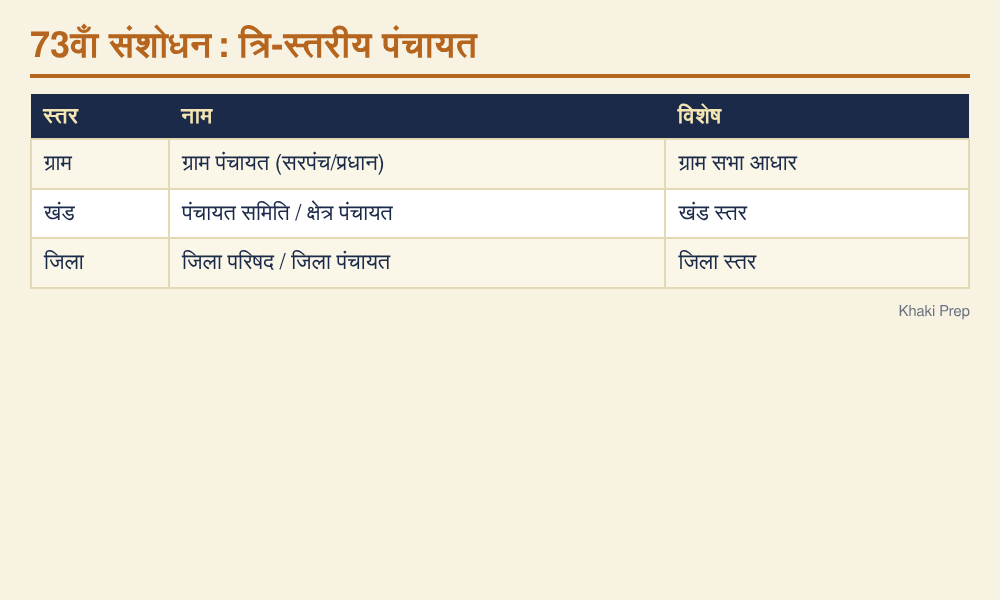 73वाँ संशोधन : त्रि-स्तरीय पंचायत
स्तर नाम विशेष
ग्राम ग्राम पंचायत (सरपंच/प्रधान) ग्राम सभा आधार
खंड पंचायत समिति / क्षेत्र पंचायत खंड स्तर
जिला जिला परिषद / जिला पंचायत जिला स्तर
Khaki Prep